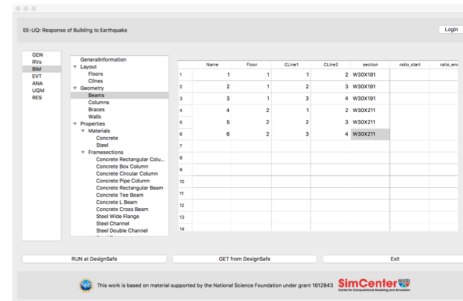 EE-UQ: Response of Building to Earthquake
Login
GEN
RVs
BIM
EVT
ANA
UQM
RES
GeneralInformation
Layout
Floors
Clines
Geometry
Beams
Columns
Braces
Walls
Properties
Materials
Concrete
Steel
Framesections
Concrete Rectangular Colu...
Concrete Box Column
Concrete Circular Column
Concrete Pipe Column
Concrete Rectangular Beam
Concrete Tee Beam
Concrete L Beam
Concrete Cross Beam
Steel Wide Flange
Steel Channel
Steel Double Channel
Name Floor CLine1 CLine2 section ratio_start ratio_end
1 1 1 1 2 W30X191
2 2 1 2 3 W30X191
3 3 1 3 4 W30X191
4 4 2 1 2 W30X211
5 5 2 2 3 W30X211
6 6 2 3 4 W30X211
7
8
9
10
11
12
13
14
RUN at DesignSafe
GET from DesignSafe
Exit
This work is based on material supported by the National Science Foundation under grant 1612843
SimCenter
Center for Computational Modeling and Simulation